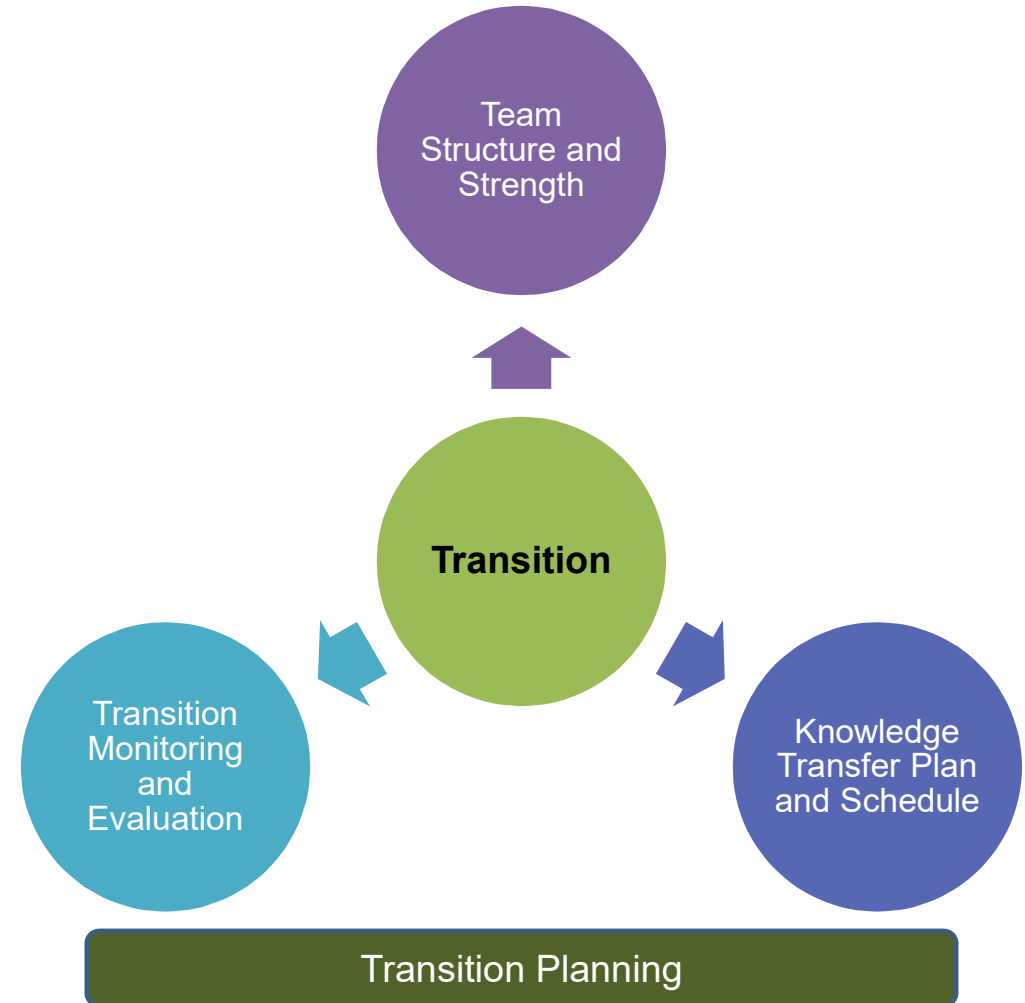 Team
Structure and
Strength
Transition
Transition
Monitoring
and
Evaluation
Knowledge
Transfer Plan
and Schedule
Transition Planning